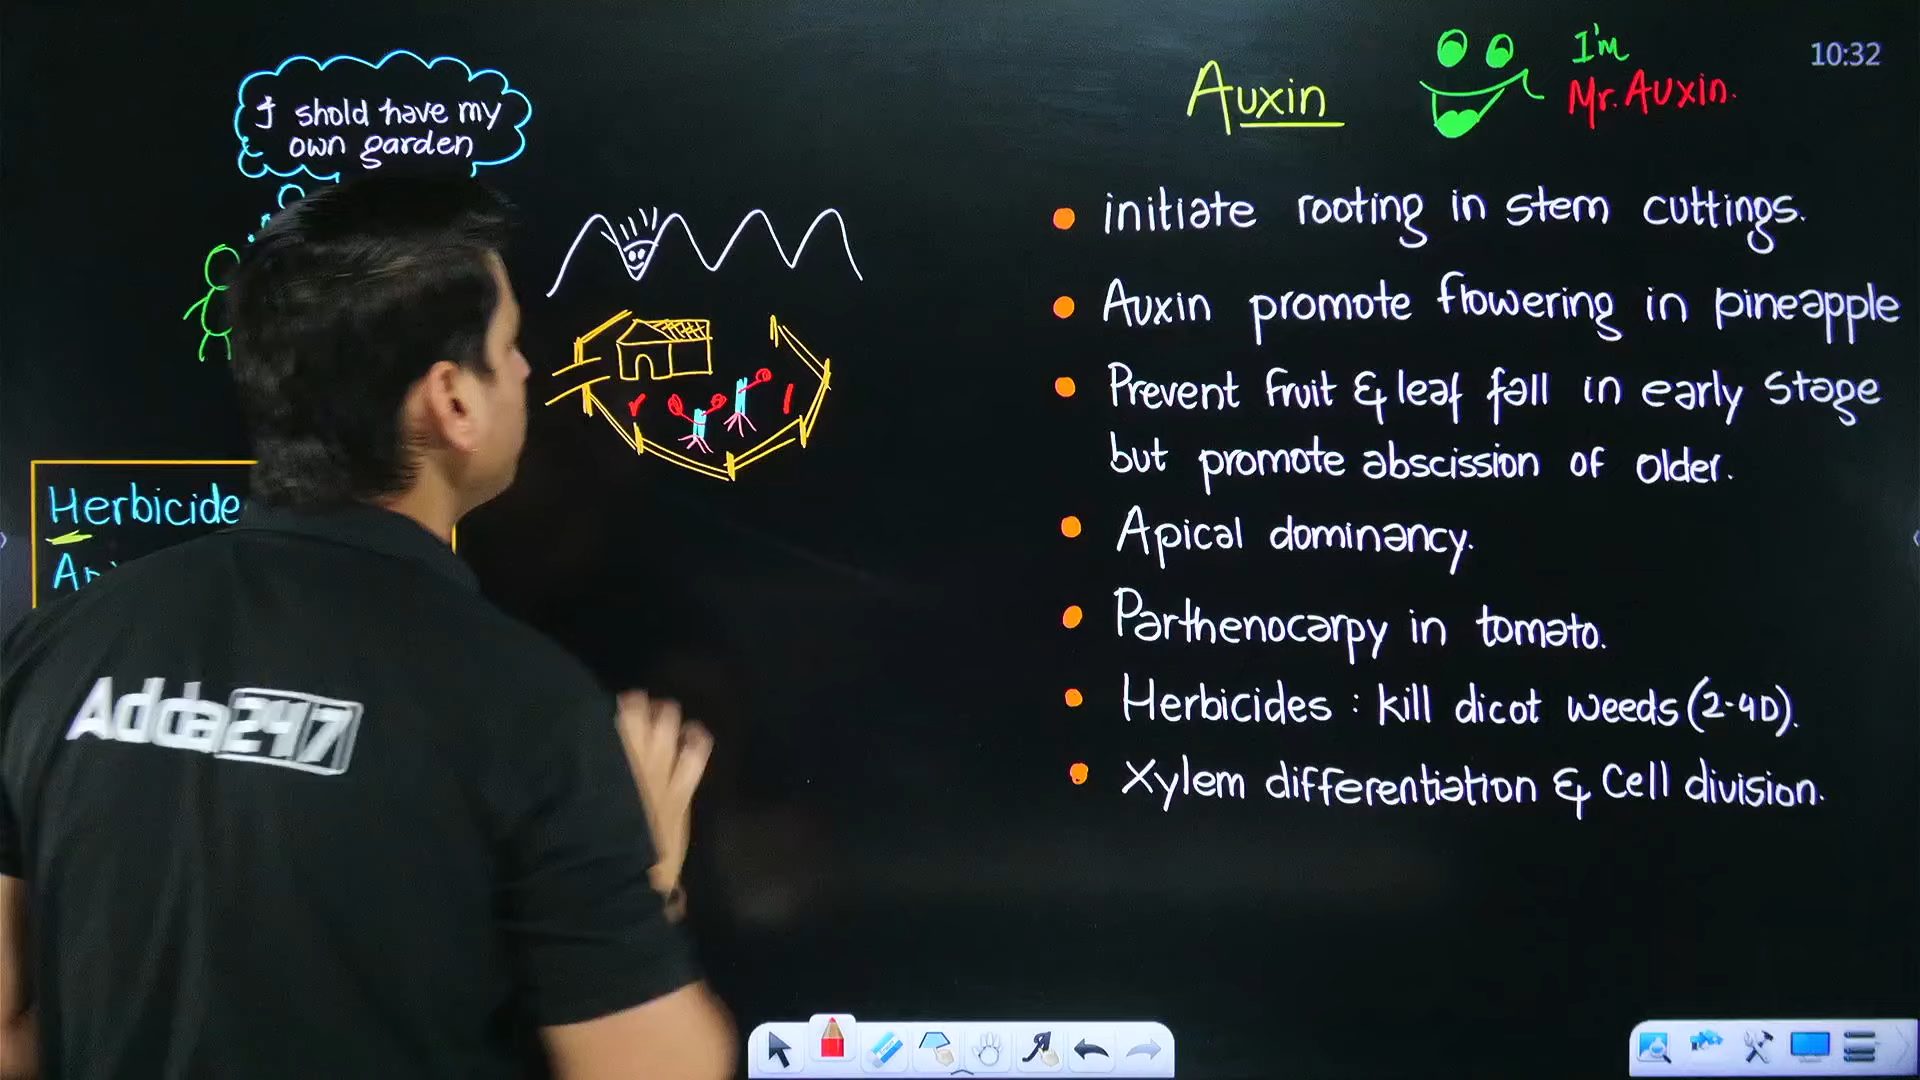 I shold have my
own garden
Auxin
I'm
Mr. Auxin.
10:32
initiate rooting in stem cuttings.
Auxin promote flowering in pineapple
Prevent fruit & leaf fall in early stage
but promote abscission of older.
Apical dominancy.
Parthenocarpy in tomato.
Herbicides : kill dicot weeds (2-4D).
Xylem differentiation & Cell division.
Herbicide
Adda247